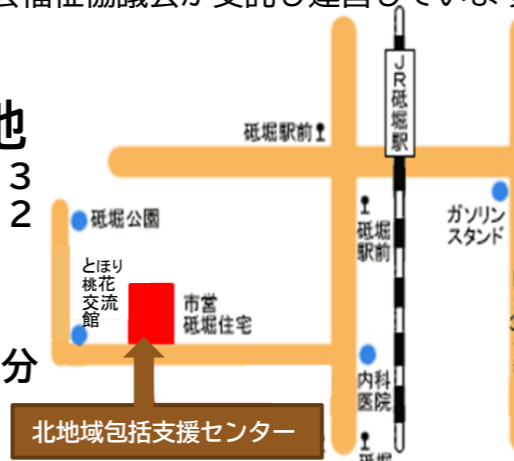 会福祉協議会が受託し運営しています
地
3
2
分
JR砥堀駅
砥堀駅前
砥堀
駅前
ガソリン
スタンド
砥堀公園
とほり
桃花
交流
館
市営
砥堀住宅
内科
医院
北地域包括支援センター
砥堀